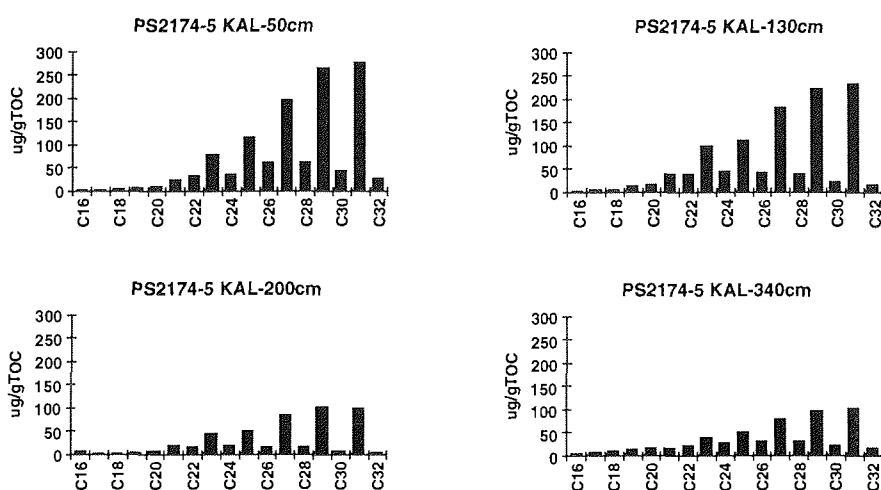 PS2174-5 KAL-50cm
ug/gTOC
300
250
200
150
100
50
0
C16
C18
C20
C22
C24
C26
C28
C30
C32
PS2174-5 KAL-130cm
ug/gTOC
300
250
200
150
100
50
0
C16
C18
C20
C22
C24
C26
C28
C30
C32
PS2174-5 KAL-200cm
ug/gTOC
300
250
200
150
100
50
0
C16
C18
C20
C22
C24
C26
C28
C30
C32
PS2174-5 KAL-340cm
ug/gTOC
300
250
200
150
100
50
0
C16
C18
C20
C22
C24
C26
C28
C30
C32